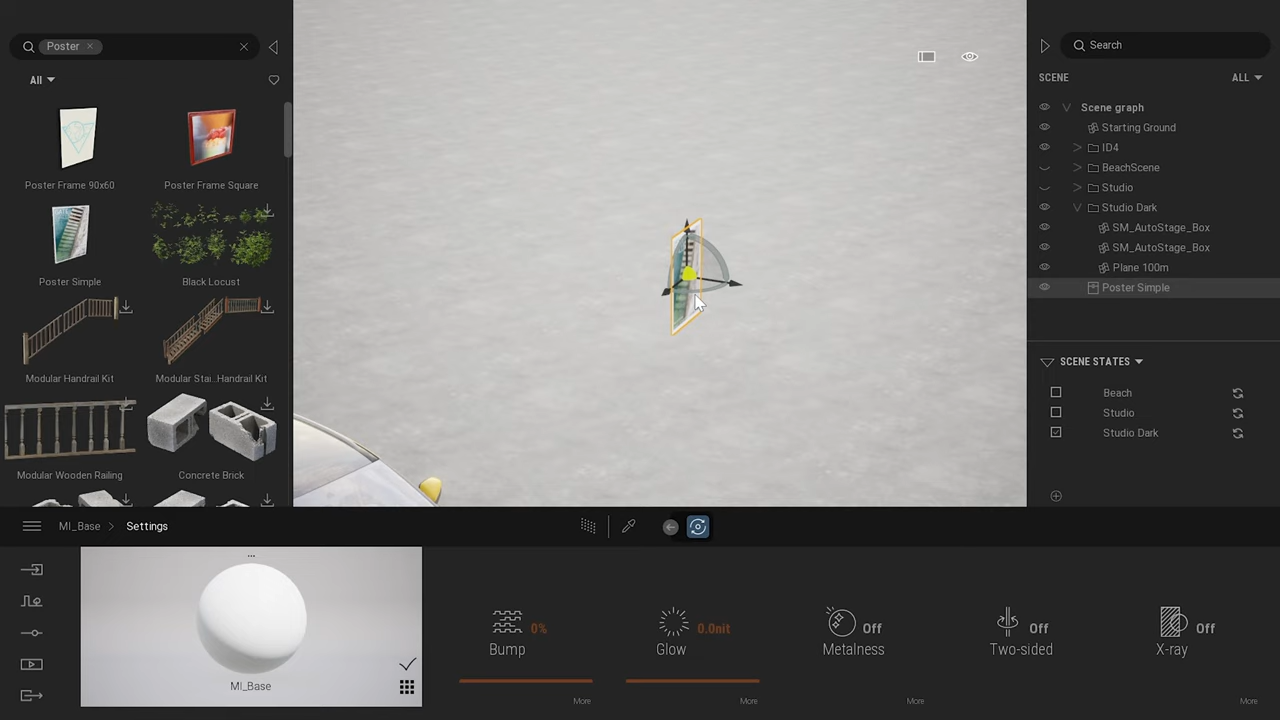 Poster
All
Poster Frame 90x60
Poster Frame Square
Poster Simple
Black Locust
Modular Handrail Kit
Modular Stai...Handrail Kit
Modular Wooden Railing
Concrete Brick
Search
SCENE
ALL
Scene graph
Starting Ground
ID4
BeachScene
Studio
Studio Dark
SM_AutoStage_Box
SM_AutoStage_Box
Plane 100m
Poster Simple
SCENE STATES
Beach
Studio
Studio Dark
MI_Base
Settings
MI_Base
0%
Bump
More
0.0nit
Glow
More
Off
Metalness
More
Off
Two-sided
Off
X-ray
More